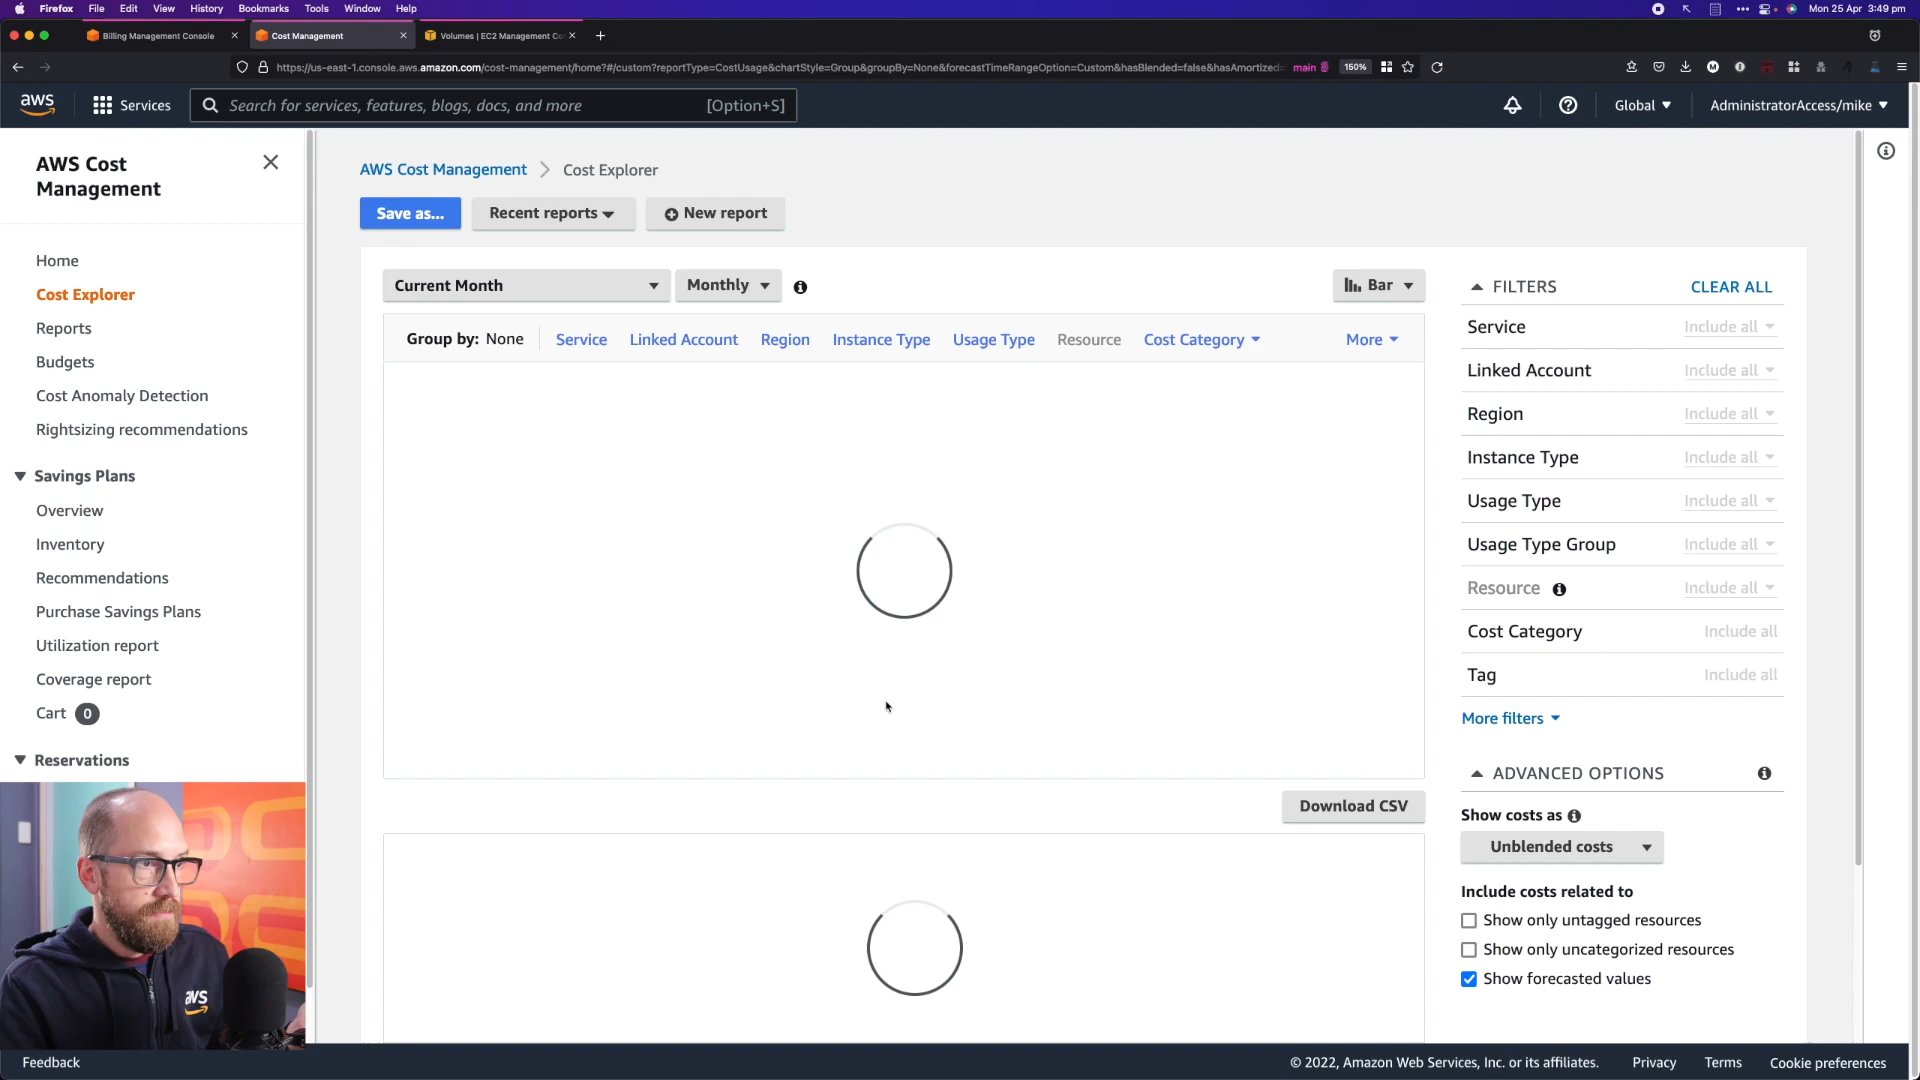 Firefox File Edit View History Bookmarks Tools Window Help
Mon 25 Apr 3:49 pm
Billing Management Console
Cost Management
Volumes | EC2 Management Co
https://us-east-1.console.aws.amazon.com/cost-management/home?#/custom?reportType=CostUsage&chartStyle=Group&groupBy=None&forecastTimeRangeOption=Custom&hasBlended=false&hasAmortized=
main
150%
aws
Services
Search for services, features, blogs, docs, and more
[Option+S]
Global
AdministratorAccess/mike
AWS Cost
Management
Home
Cost Explorer
Reports
Budgets
Cost Anomaly Detection
Rightsizing recommendations
Savings Plans
Overview
Inventory
Recommendations
Purchase Savings Plans
Utilization report
Coverage report
Cart 0
Reservations
AWS Cost Management
Cost Explorer
Save as...
Recent reports
New report
Current Month
Monthly
Bar
Group by: None
Service
Linked Account
Region
Instance Type
Usage Type
Resource
Cost Category
More
Download CSV
FILTERS
CLEAR ALL
Service Include all
Linked Account Include all
Region Include all
Instance Type Include all
Usage Type Include all
Usage Type Group Include all
Resource Include all
Cost Category Include all
Tag Include all
More filters
ADVANCED OPTIONS
Show costs as
Unblended costs
Include costs related to
Show only untagged resources
Show only uncategorized resources
Show forecasted values
aws
Feedback
© 2022, Amazon Web Services, Inc. or its affiliates.
Privacy
Terms
Cookie preferences